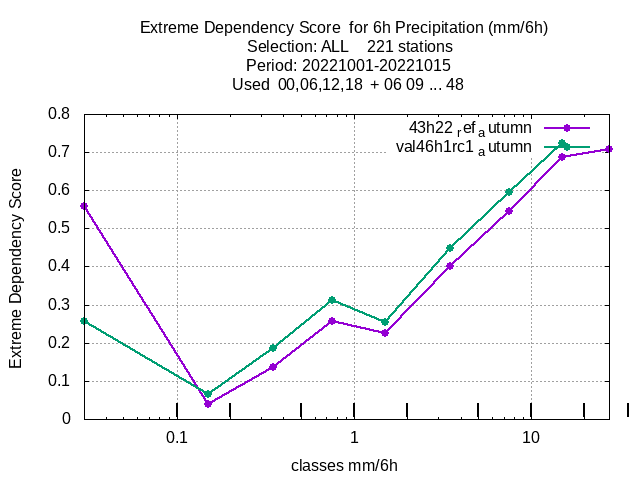 Extreme Dependency Score  for 6h Precipitation (mm/6h)
Selection: ALL    221 stations
Period: 20221001-20221015
Used  00,06,12,18  + 06 09 ... 48
43h22 ref a utumn
val46h1rc1 a utumn
0.8
0.7
0.6
0.5
0.4
0.3
0.2
0.1
0
Extreme Dependency Score
0.1 1 10
classes mm/6h